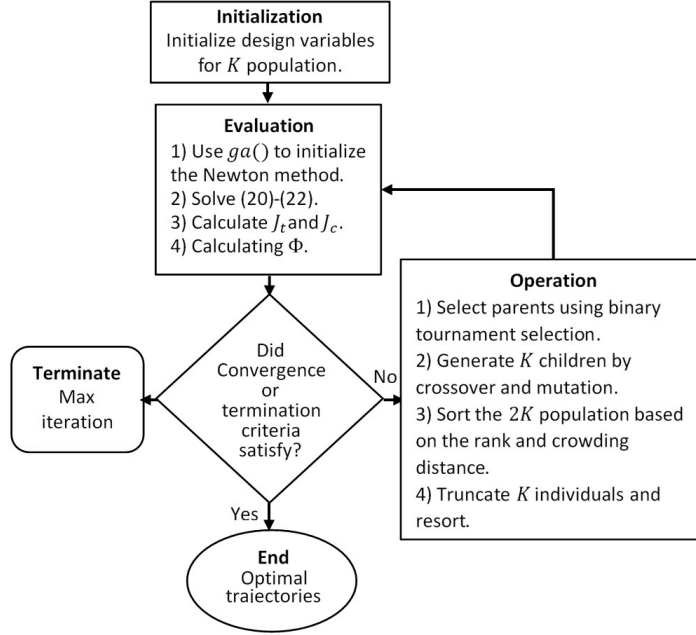 Initialization
Initialize design variables
for K population.
Evaluation
1) Use ga() to initialize
the Newton method.
2) Solve (20)-(22).
3) Calculate Jt and Jc.
4) Calculating Φ.
Did
Convergence
or
termination
criteria
satisfy?
Terminate
Max
iteration
No
Operation
1) Select parents using binary
tournament selection.
2) Generate K children by
crossover and mutation.
3) Sort the 2K population based
on the rank and crowding
distance.
4) Truncate K individuals and
resort.
Yes
End
Optimal
traiectories